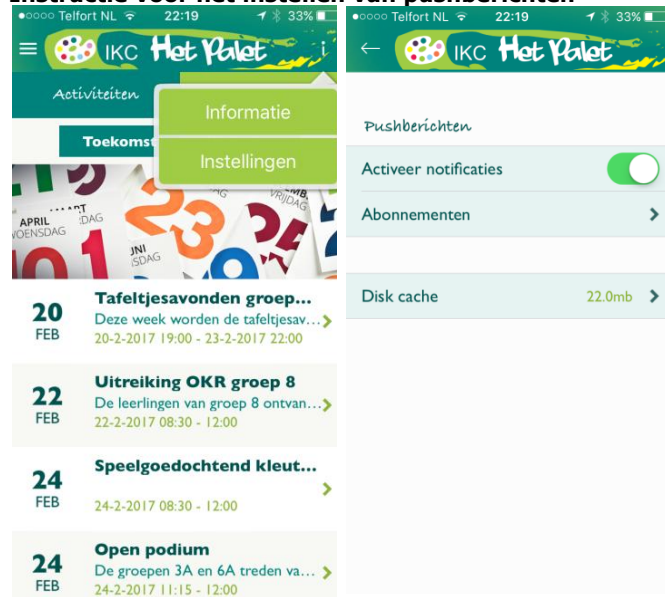 Instructie voor het instellen van pushberichten
Telfort NL 22:19 33%
IKC Het Palet
Activiteiten
Informatie
Instellingen
Toekomst
APRIL
WOENSDAG
VRIJDAG
20
FEB
Tafeltjesavonden groep...
Deze week worden de tafeltjesav...
20-2-2017 19:00 - 23-2-2017 22:00
22
FEB
Uitreiking OKR groep 8
De leerlingen van groep 8 ontvan...
22-2-2017 08:30 - 12:00
24
FEB
Speelgoedochtend kleut...
24-2-2017 08:30 - 12:00
24
FEB
Open podium
De groepen 3A en 6A treden va...
24-2-2017 11:15 - 12:00
Telfort NL 22:19 33%
IKC Het Palet
Pushberichten
Activeer notificaties
Abonnementen
Disk cache 22.0mb